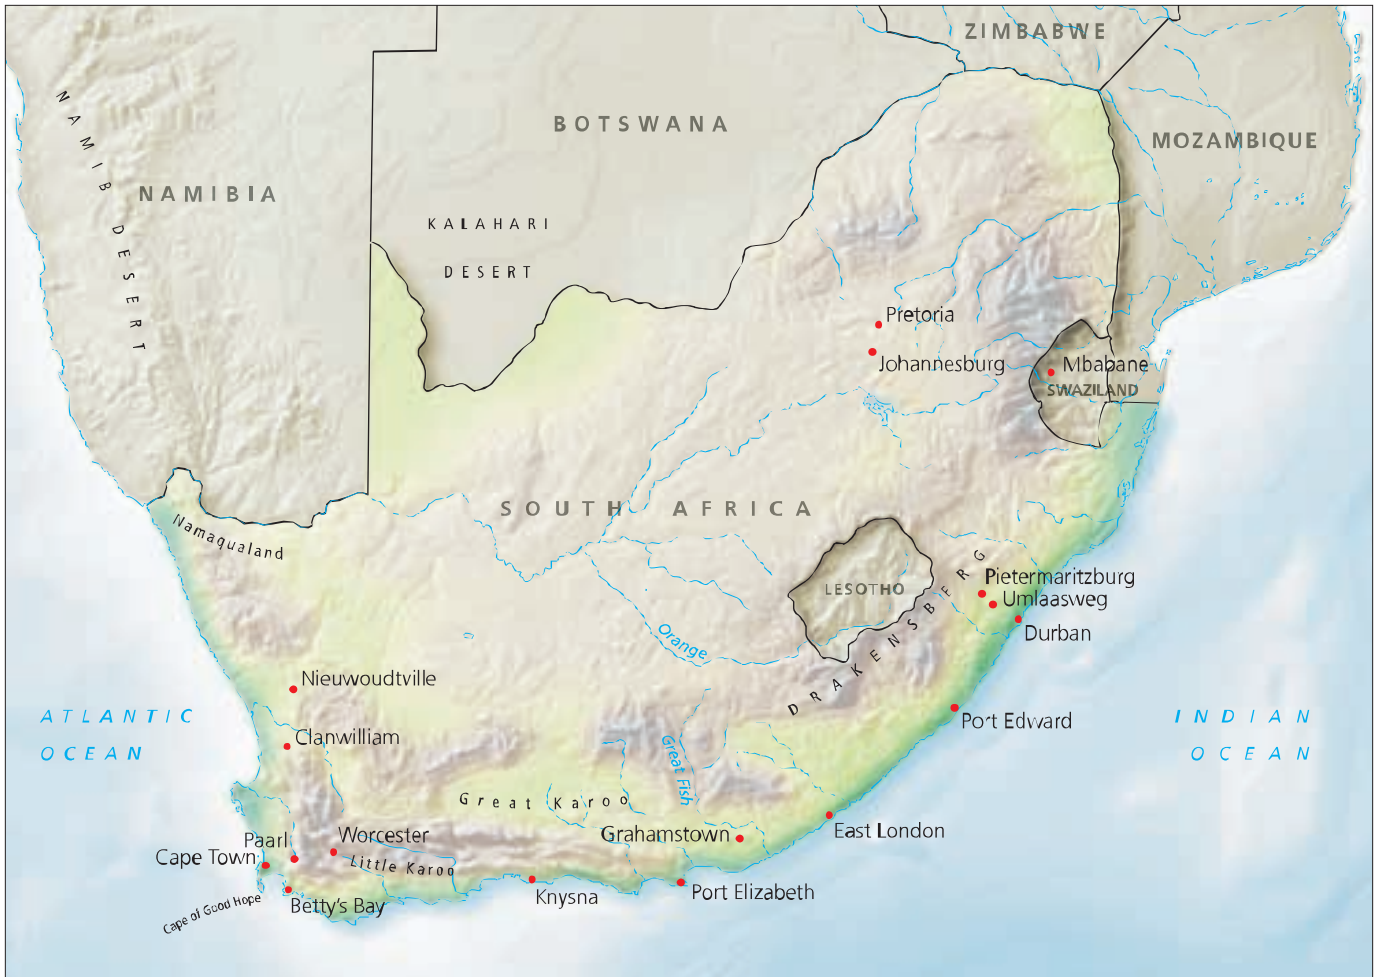 ZIMBABWE
BOTSWANA
MOZAMBIQUE
NAMIB DESERT
NAMIBIA
KALAHARI
DESERT
Pretoria
Johannesburg
Mbabane
SWAZILAND
SOUTH AFRICA
Namaqualand
LESOTHO
DRAKENSBERG
Pietermaritzburg
Umlaasweg
Durban
Orange
Nieuwoudtville
ATLANTIC
OCEAN
Clanwilliam
Port Edward
INDIAN
OCEAN
Great Fish
Great Karoo
Grahamstown
East London
Paarl
Worcester
Cape Town
Little Karoo
Knysna
Port Elizabeth
Betty's Bay
Cape of Good Hope